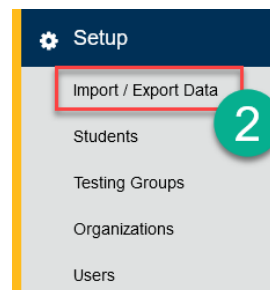 Setup
Import / Export Data
2
Students
Testing Groups
Organizations
Users